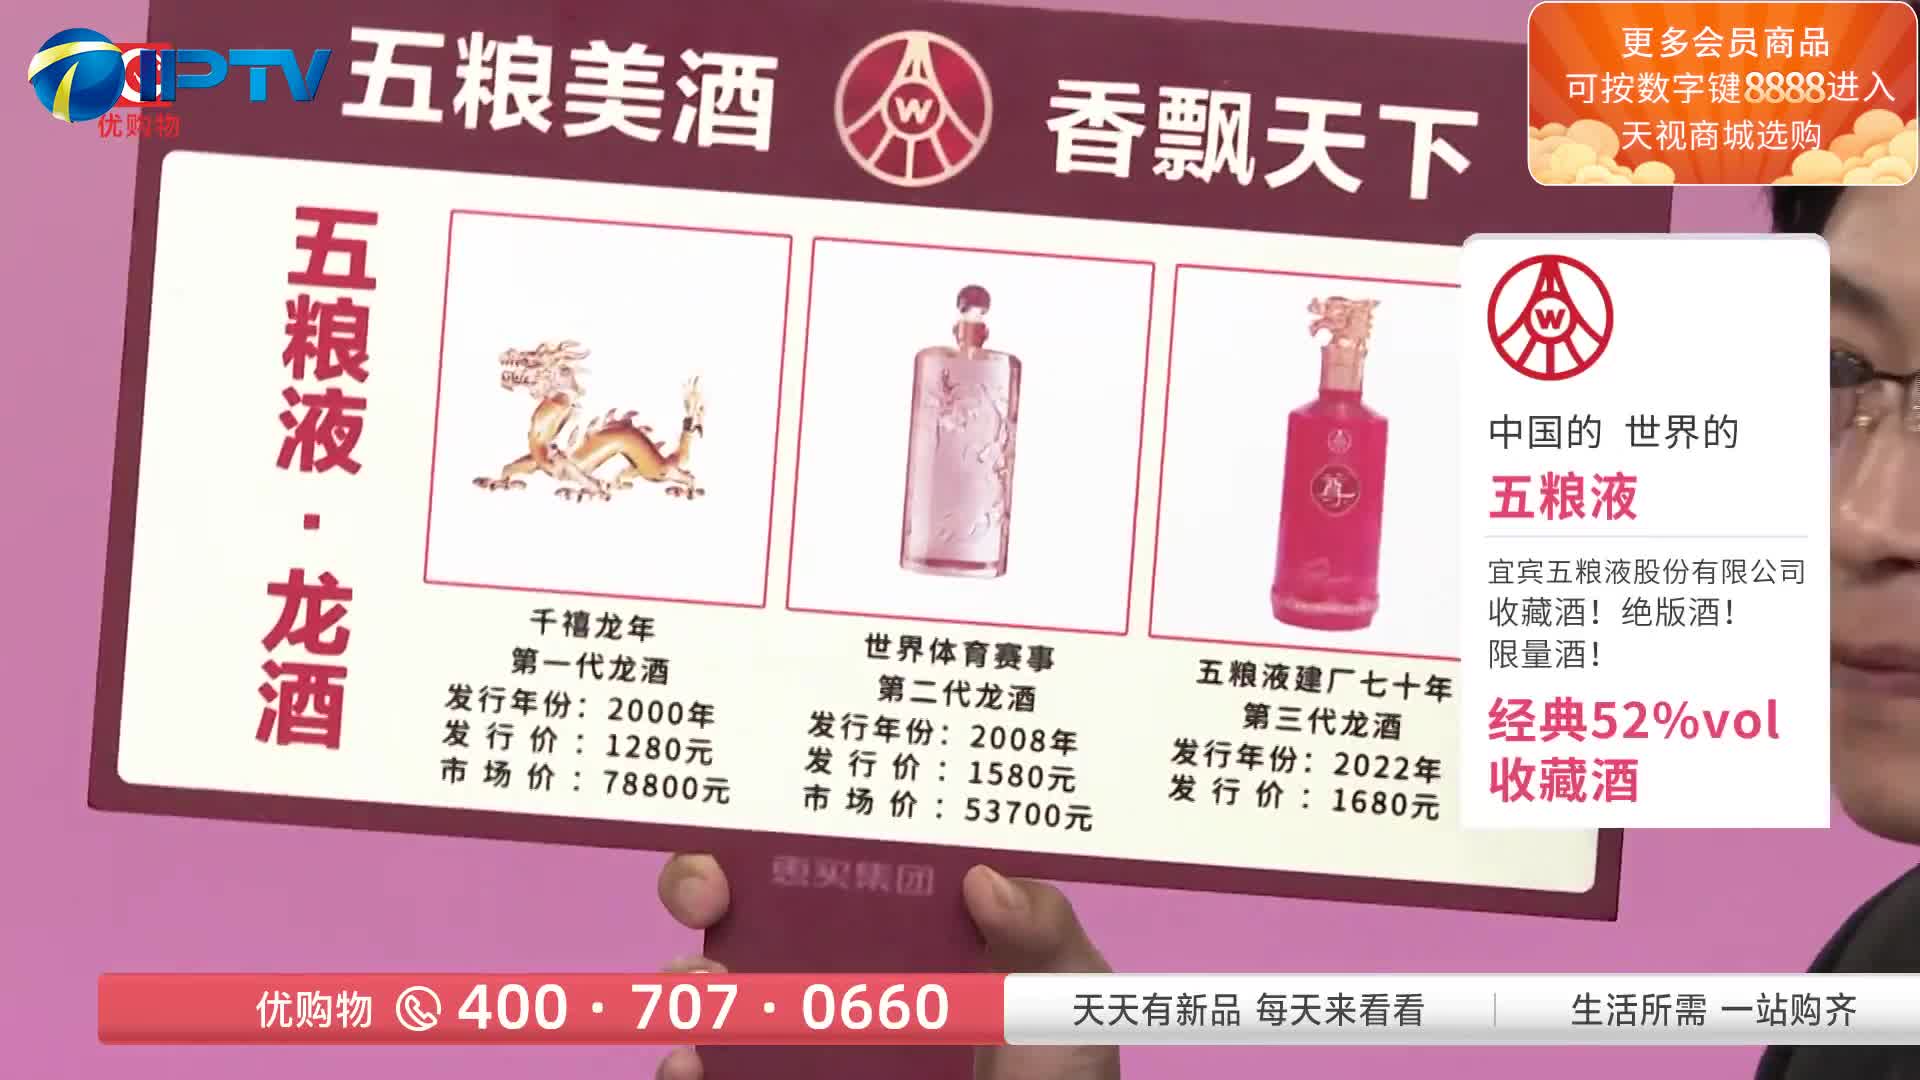 IPTV
优购物
五粮美酒
W
香飘天下
更多会员商品
可按数字键8888进入
天视商城选购
五粮液·龙酒
千禧龙年
第一代龙酒
发行年份：2000年
发行价：1280元
市场价：78800元
世界体育赛事
第二代龙酒
发行年份：2008年
发行价：1580元
市场价：53700元
尊
五粮液建厂七十年
第三代龙酒
发行年份：2022年
发行价：1680元
W
中国的 世界的
五粮液
宜宾五粮液股份有限公司
收藏酒！绝版酒！
限量酒！
经典52%vol
收藏酒
惠买集团
优购物 400·707·0660
天天有新品 每天来看看
生活所需 一站购齐